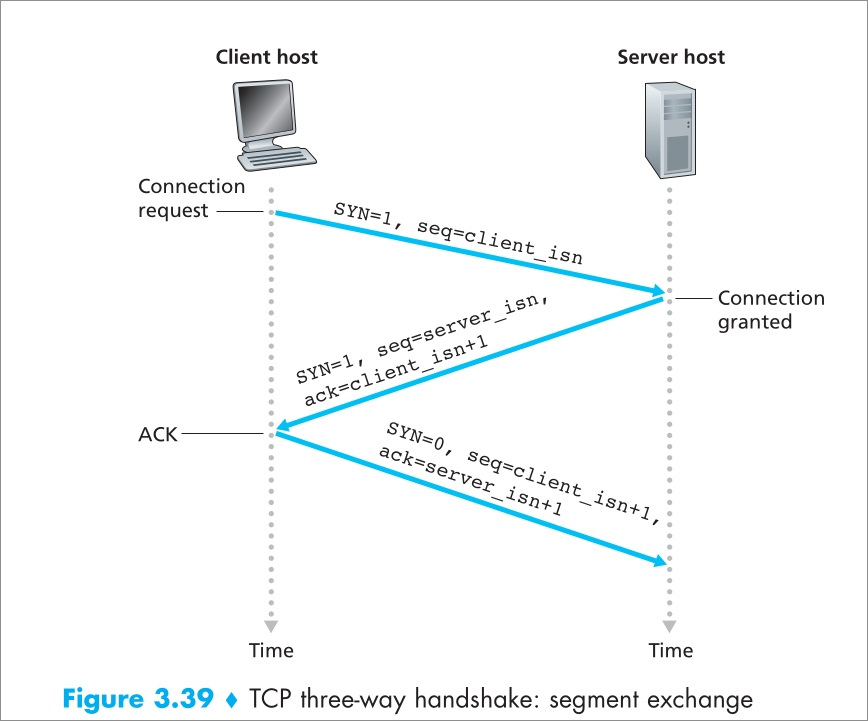 Client host
Server host
Connection
request
SYN=1, seq=client_isn
Connection
granted
SYN=1, seq=server_isn,
ack=client_isn+1
ACK
SYN=0, seq=client_isn+1,
ack=server_isn+1
Time
Time
Figure 3.39 ♦ TCP three-way handshake: segment exchange